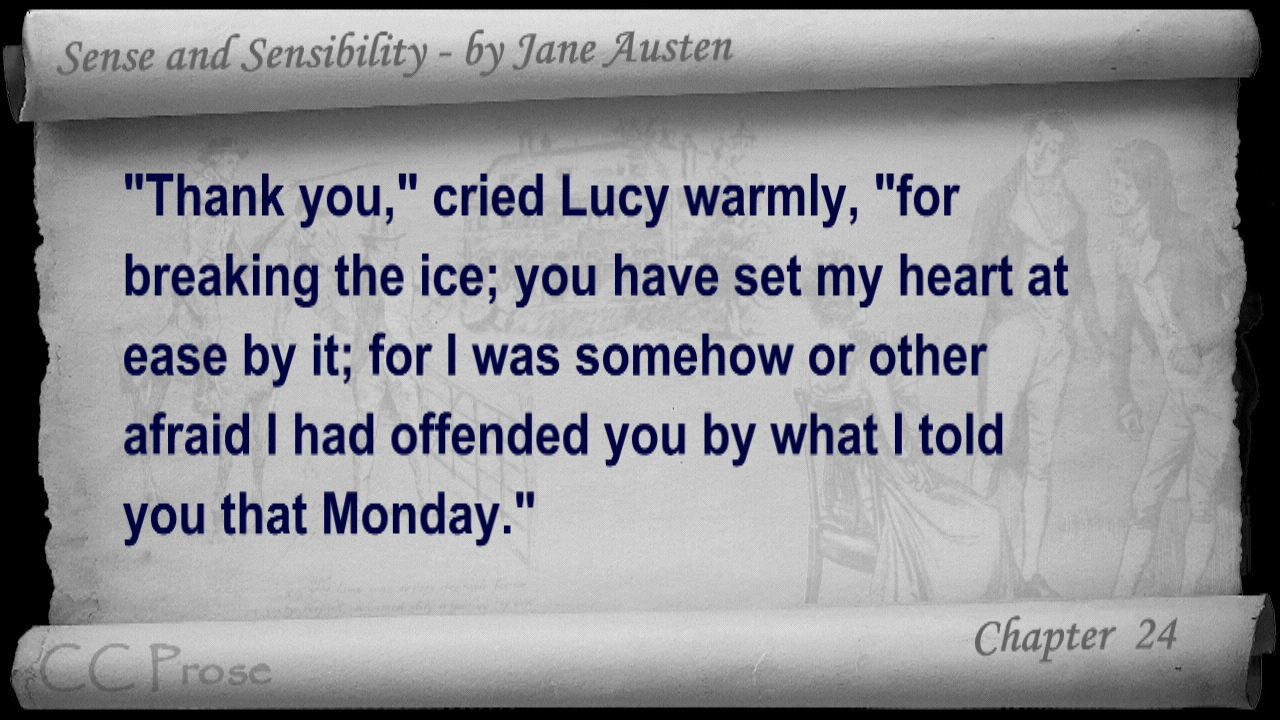 Sense and Sensibility - by Jane Austen
"Thank you," cried Lucy warmly, "for
breaking the ice; you have set my heart at
ease by it; for I was somehow or other
afraid I had offended you by what I told
you that Monday."
Chapter 24
CC Prose